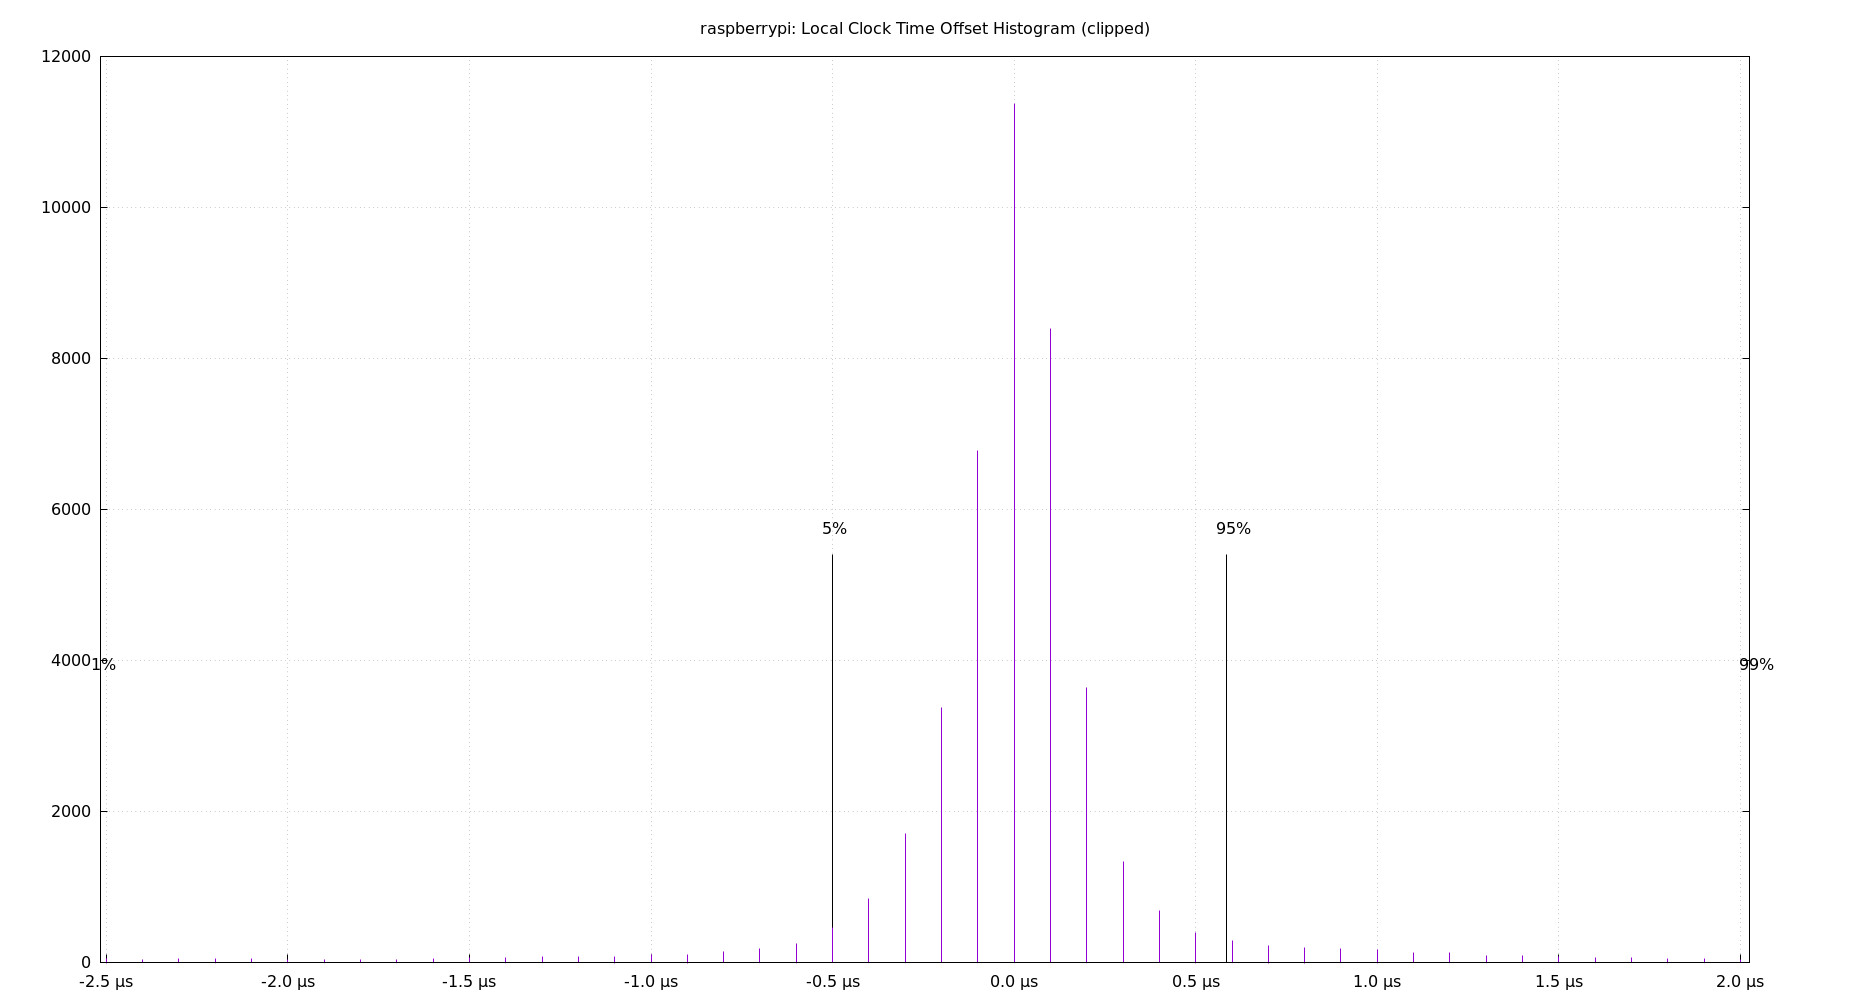 raspberrypi: Local Clock Time Offset Histogram (clipped)
12000
10000
8000
6000
5%
95%
4000
1%
99%
2000
0
-2.5 µs
-2.0 µs
-1.5 µs
-1.0 µs
-0.5 µs
0.0 µs
0.5 µs
1.0 µs
1.5 µs
2.0 µs